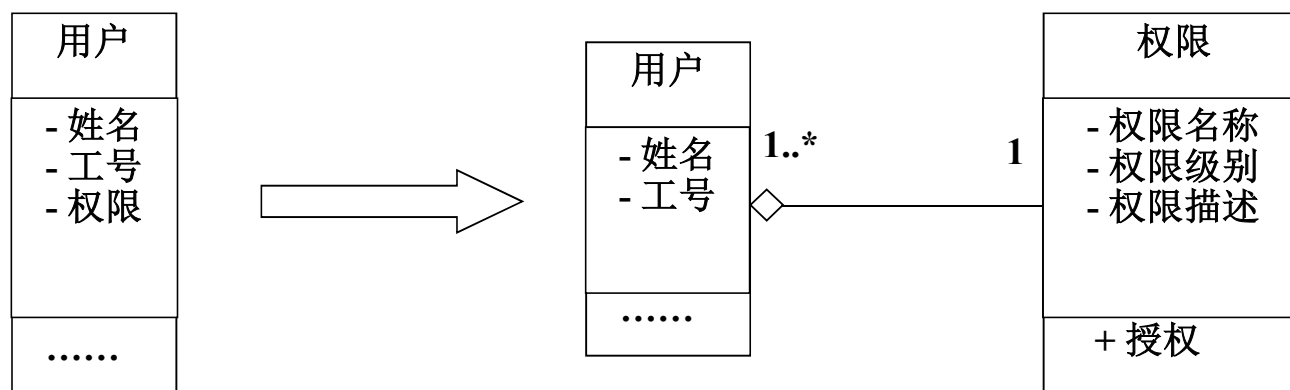 用户
- 姓名
- 工号
- 权限
......
用户
- 姓名
- 工号
......
1..*
1
权限
- 权限名称
- 权限级别
- 权限描述
+ 授权